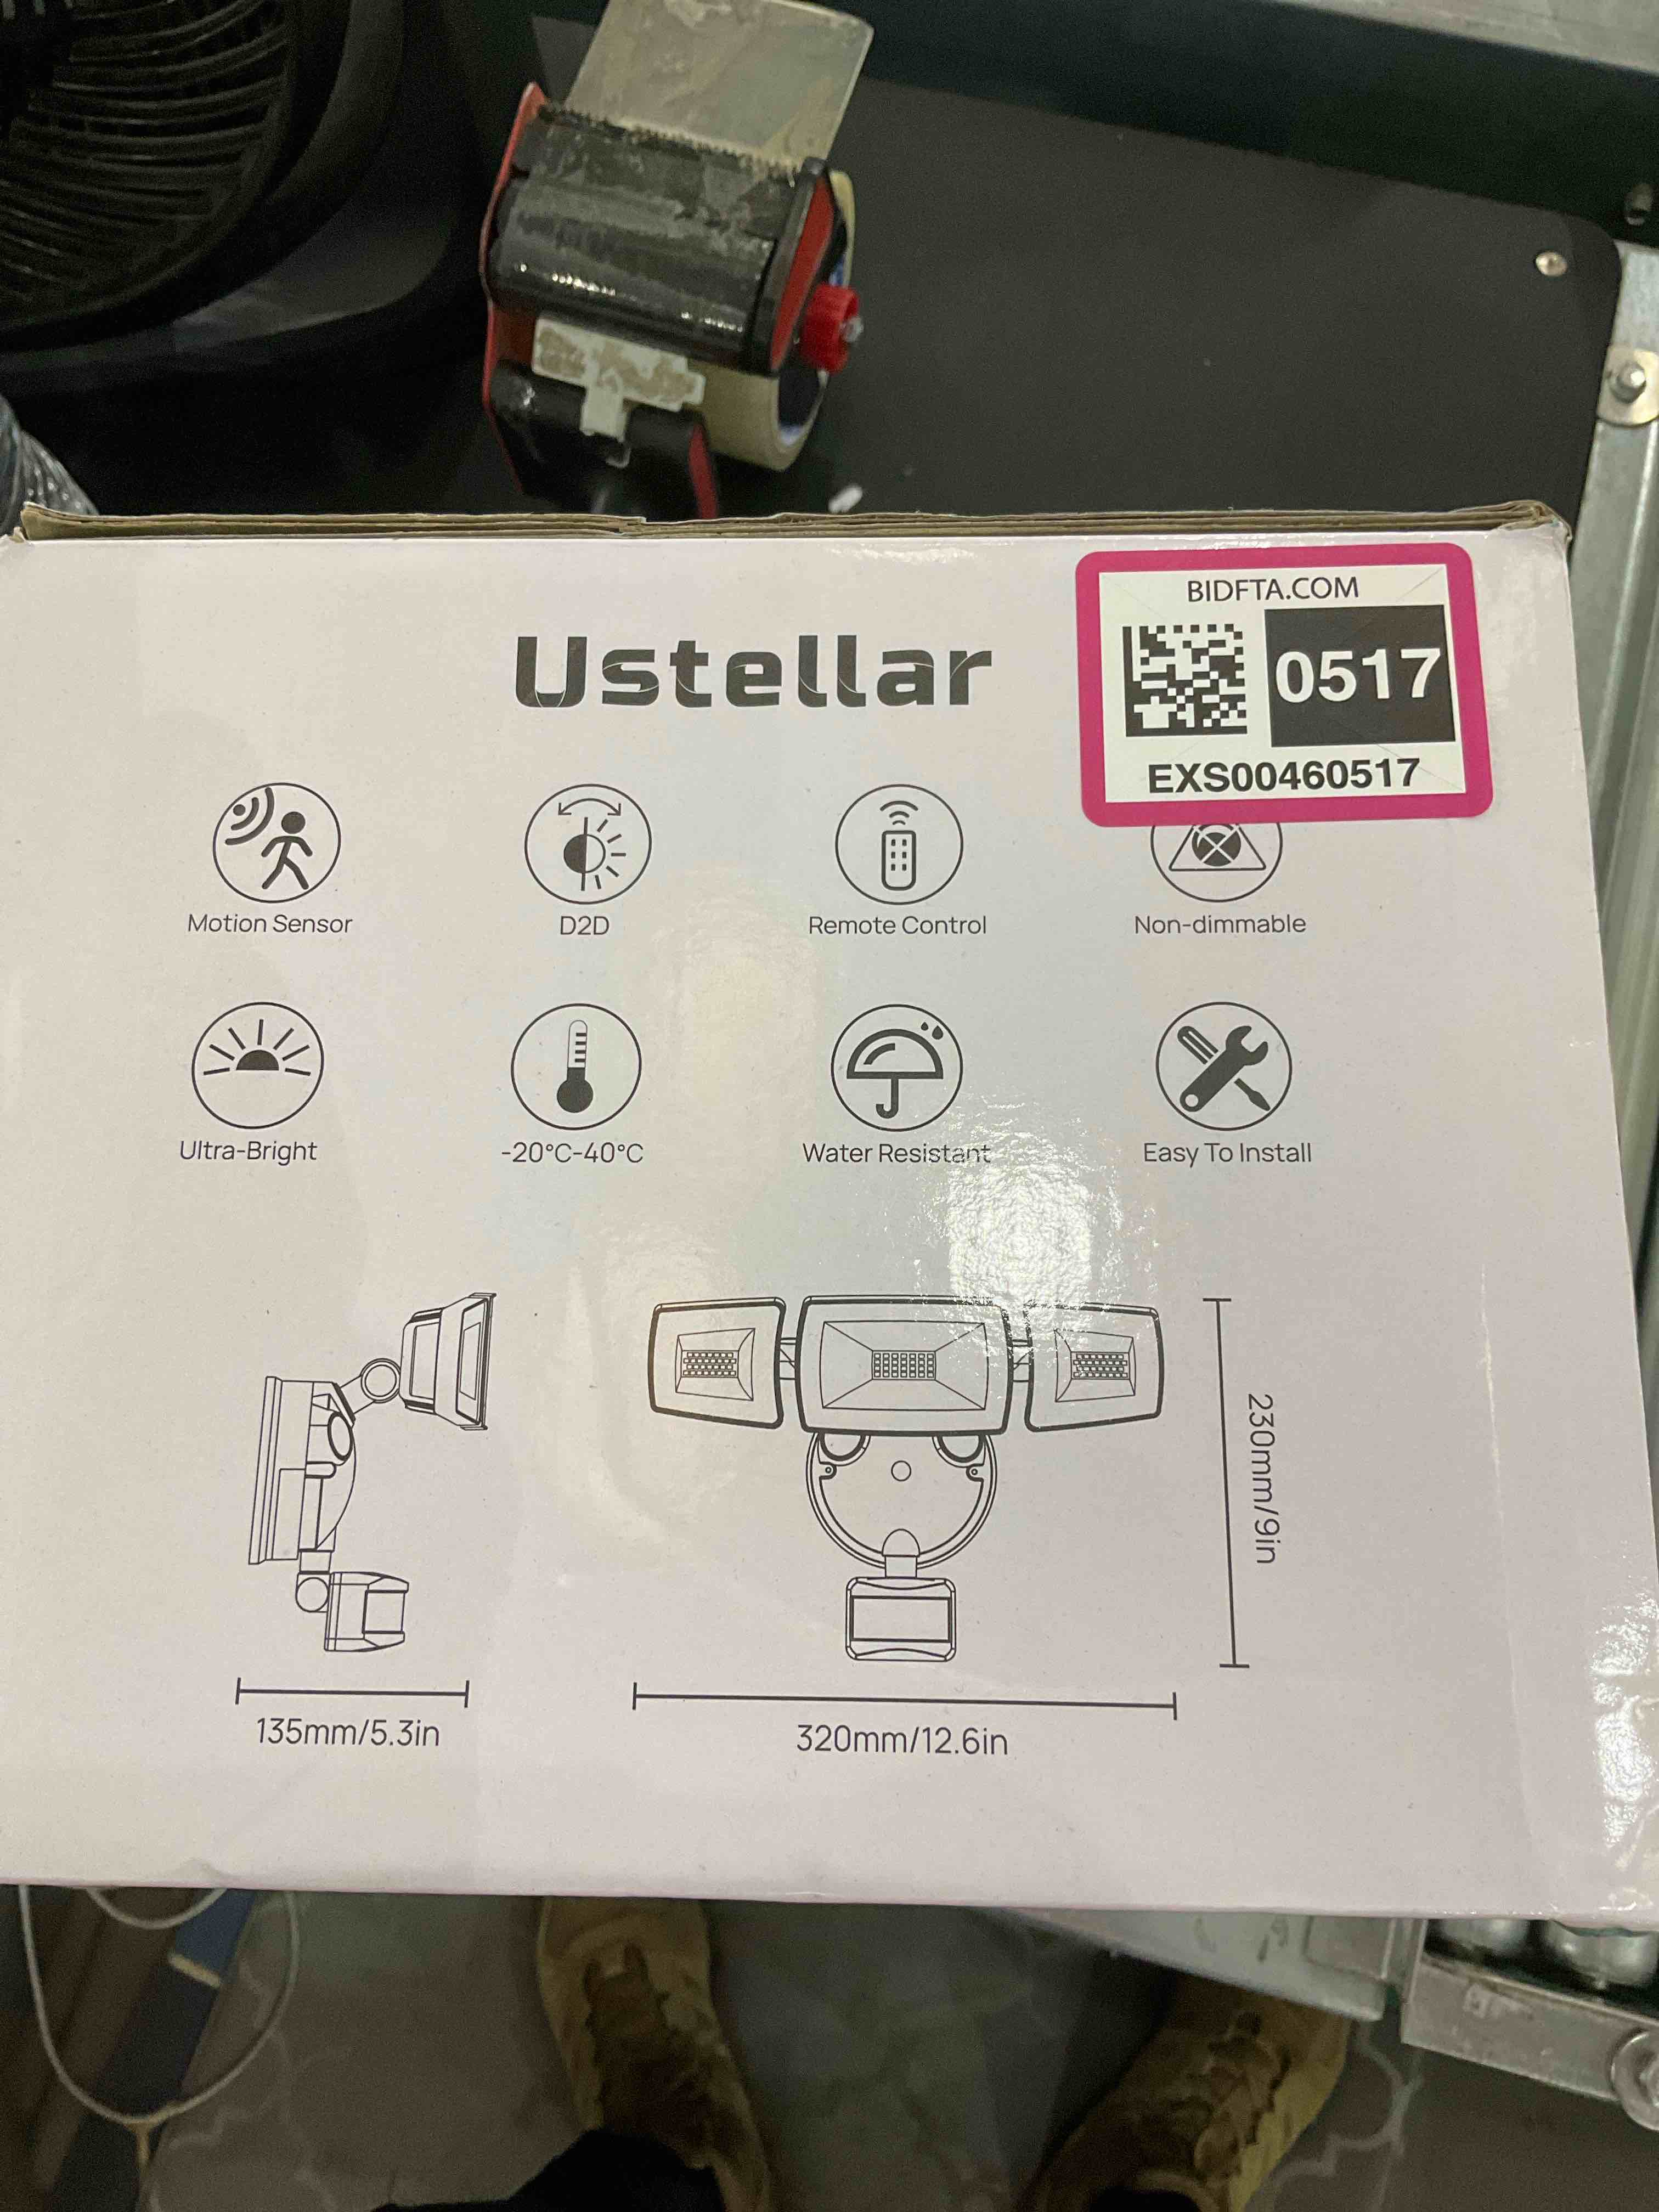 BIDFTA.COM
0517
EXS00460517
Ustellar
Motion Sensor
D2D
Remote Control
Non-dimmable
Ultra-Bright
-20°C-40°C
Water Resistant
Easy To Install
230mm/9in
135mm/5.3in
320mm/12.6in